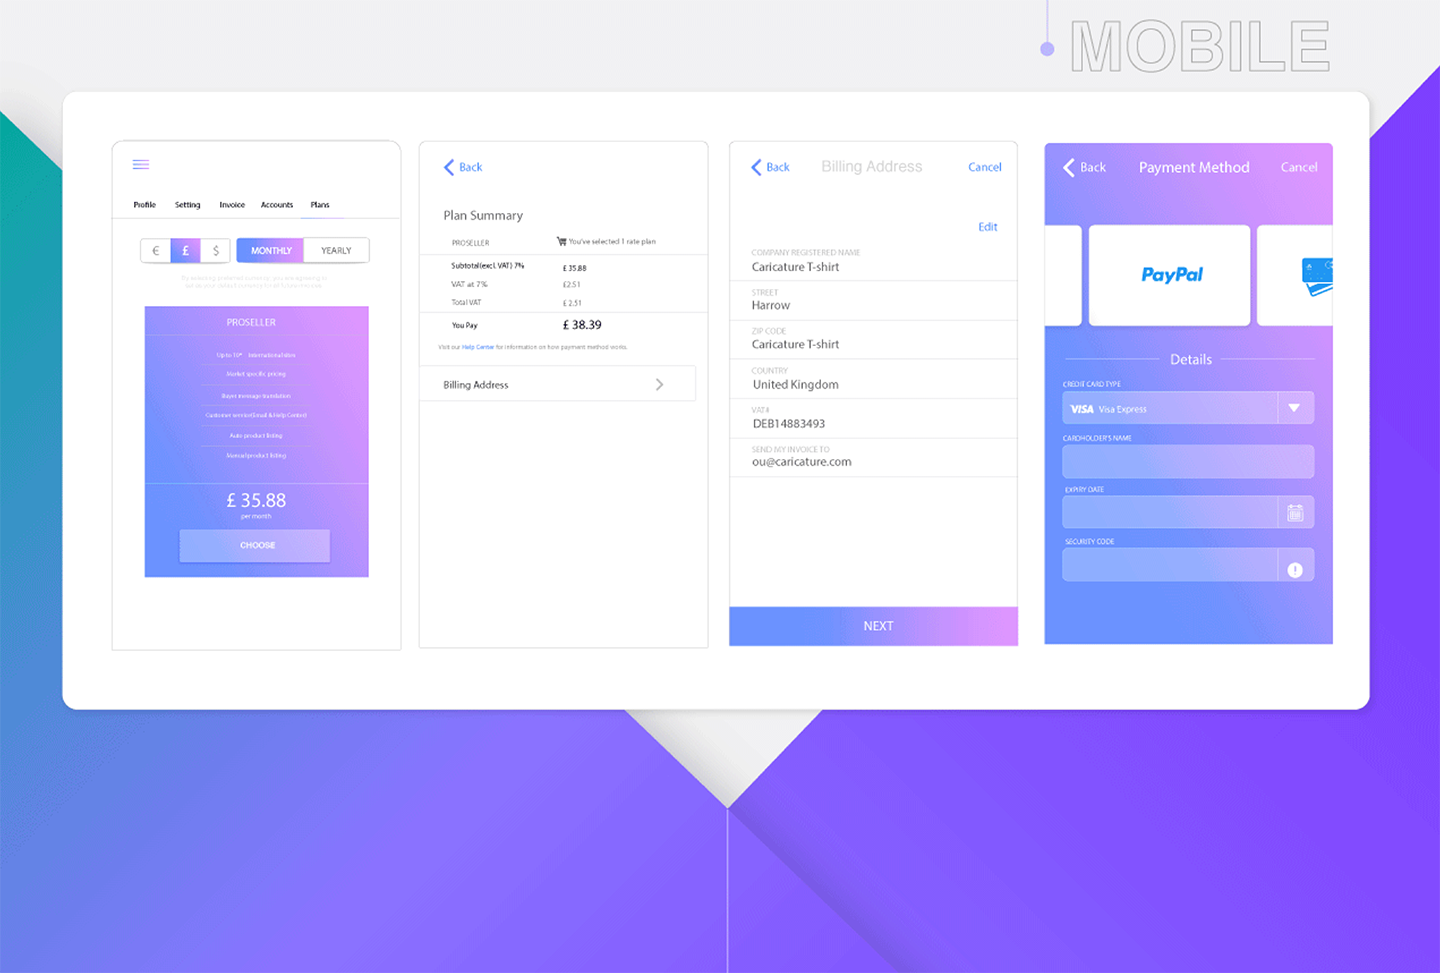 MOBILE
Profile Setting Invoice Accounts Plans
€ £ $ MONTHLY YEARLY
PROSELLER
Up to 10* International sites
Market specific pricing
Buyer message translation
Customer service(Email & Help Center)
Auto product listing
Manual product listing
£ 35.88
per month
CHOOSE
Back
Plan Summary
PROSELLER You've selected 1 rate plan
Subtotal(excl. VAT) 7% £ 35.88
VAT at 7% £2.51
Total VAT £ 2.51
You Pay £ 38.39
Visit our Help Center for information on how payment method works.
Billing Address
Back Billing Address Cancel
Edit
COMPANY REGISTERED NAME
Caricature T-shirt
STREET
Harrow
ZIP CODE
Caricature T-shirt
COUNTRY
United Kingdom
VAT#
DEB14883493
SEND MY INVOICE TO
ou@caricature.com
NEXT
Back Payment Method Cancel
PayPal
Details
CREDIT CARD TYPE
VISA Visa Express
CARDHOLDER'S NAME
EXPIRY DATE
SECURITY CODE